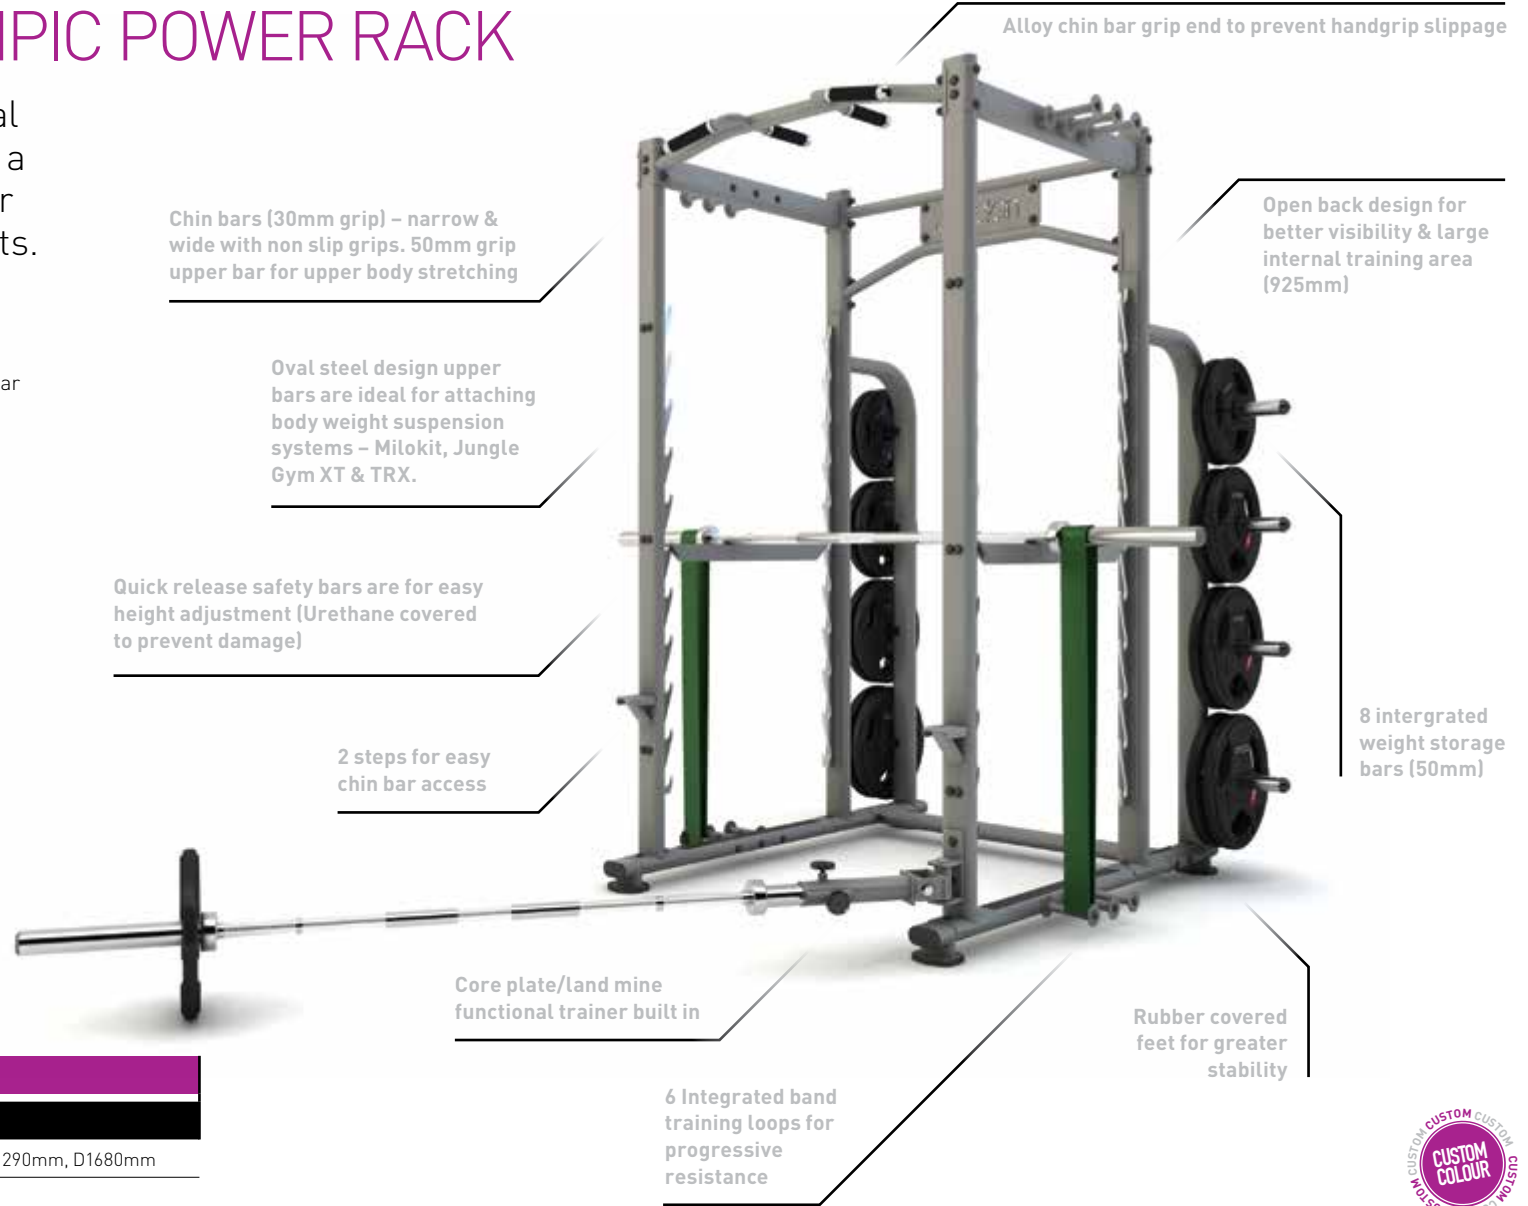 IPIC POWER RACK
al
a
r
ts.
ar
Alloy chin bar grip end to prevent handgrip slippage
Chin bars (30mm grip) – narrow &
wide with non slip grips. 50mm grip
upper bar for upper body stretching
Open back design for
better visibility & large
internal training area
(925mm)
Oval steel design upper
bars are ideal for attaching
body weight suspension
systems – Milokit, Jungle
Gym XT & TRX.
Quick release safety bars are for easy
height adjustment (Urethane covered
to prevent damage)
2 steps for easy
chin bar access
8 intergrated
weight storage
bars (50mm)
Core plate/land mine
functional trainer built in
Rubber covered
feet for greater
stability
6 Integrated band
training loops for
progressive
resistance
290mm, D1680mm
CUSTOM CUSTOM CUSTOM CUSTOM CUSTOM
CUSTOM
COLOUR